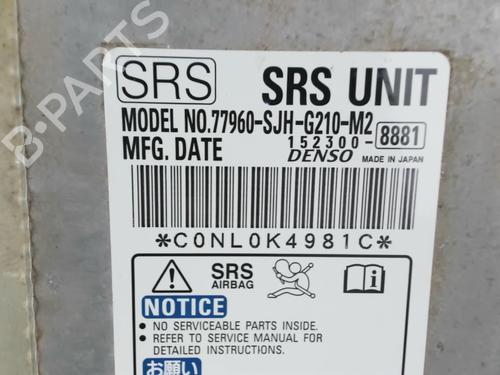 B-PARTS
SRS SRS UNIT
MODEL NO.77960-SJH-G210-M2
MFG. DATE 152300-8881
DENSO MADE IN JAPAN
*C0NL0K4981C*
SRS
AIRBAG
NOTICE
• NO SERVICEABLE PARTS INSIDE.
• REFER TO SERVICE MANUAL FOR
DETAILED INSTRUCTIONS.
お願い